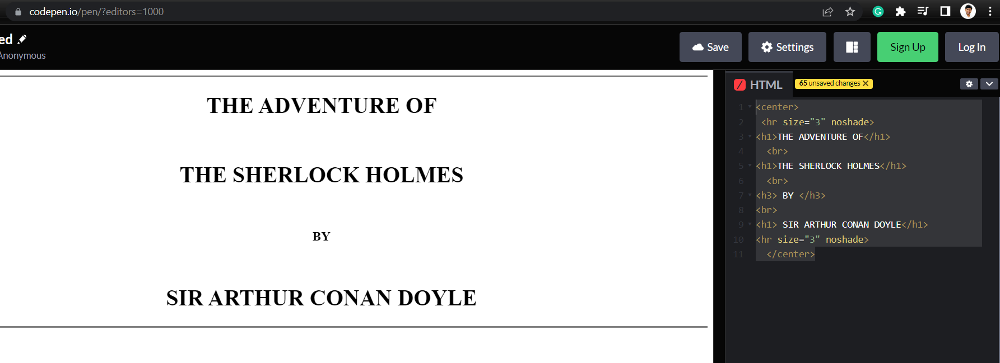 codepen.io/pen/?editors=1000
ed
Anonymous
Save
Settings
Sign Up
Log In
THE ADVENTURE OF
THE SHERLOCK HOLMES
BY
SIR ARTHUR CONAN DOYLE
HTML
65 unsaved changes X
1 <center>
2 <hr size="3" noshade>
3 <h1>THE ADVENTURE OF</h1>
4 <br>
5 <h1>THE SHERLOCK HOLMES</h1>
6 <br>
7 <h3> BY </h3>
8 <br>
9 <h1> SIR ARTHUR CONAN DOYLE</h1>
10 <hr size="3" noshade>
11 </center>